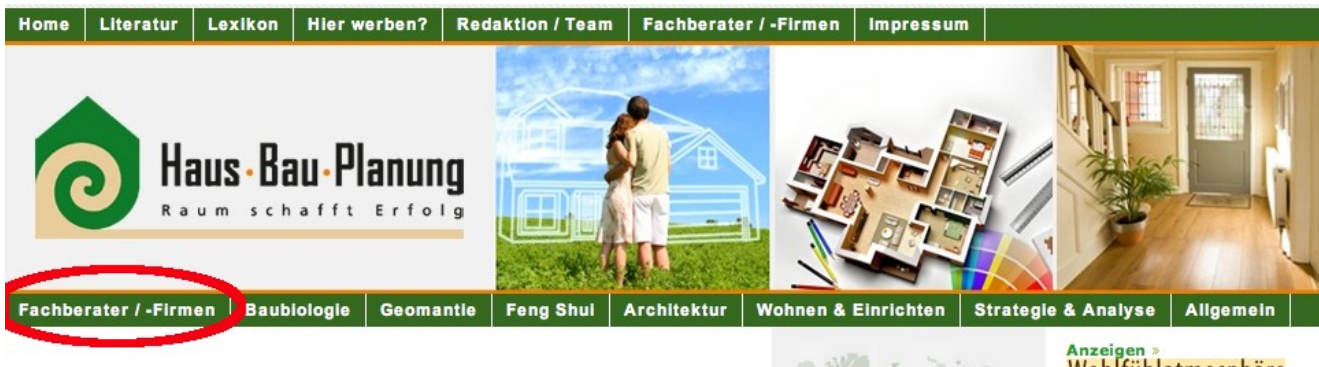 Home Literatur Lexikon Hier werben? Redaktion / Team Fachberater / -Firmen Impressum
Haus·Bau·Planung
Raum schafft Erfolg
Fachberater / -Firmen Baubiologie Geomantie Feng Shui Architektur Wohnen & Einrichten Strategie & Analyse Allgemein
Anzeigen »
Wohlfühlatmosphäre